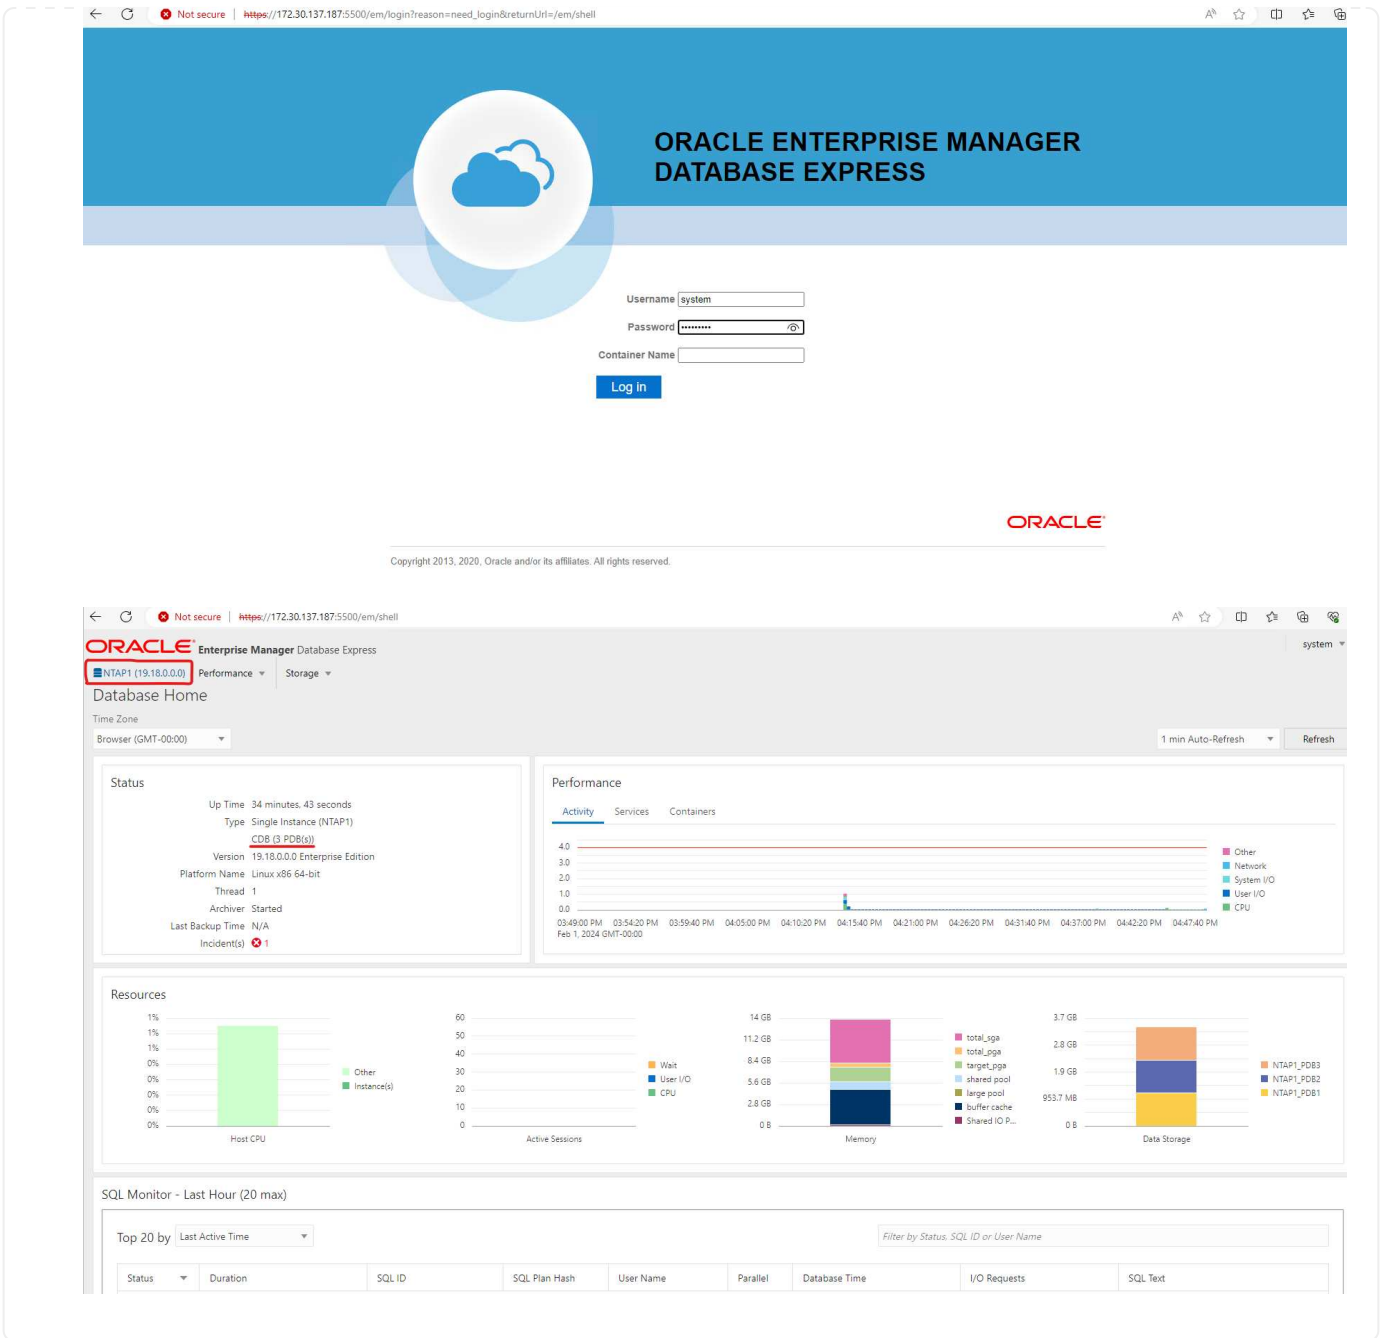 Not secure | https://172.30.137.187:5500/em/login?reason=need_login&returnUrl=/em/shell
ORACLE ENTERPRISE MANAGER
DATABASE EXPRESS
Username system
Password •••••••••
Container Name
Log in
ORACLE
Copyright 2013, 2020, Oracle and/or its affiliates. All rights reserved.
Not secure | https://172.30.137.187:5500/em/shell
ORACLE Enterprise Manager Database Express
system
NTAP1 (19.18.0.0.0) Performance Storage
Database Home
Time Zone
Browser (GMT-00:00)
1 min Auto-Refresh Refresh
Status
Up Time 34 minutes, 43 seconds
Type Single Instance (NTAP1)
CDB (3 PDB(s))
Version 19.18.0.0.0 Enterprise Edition
Platform Name Linux x86 64-bit
Thread 1
Archiver Started
Last Backup Time N/A
Incident(s) 1
Performance
Activity Services Containers
4.0
3.0
2.0
1.0
0.0
03:49:00 PM 03:54:20 PM 03:59:40 PM 04:05:00 PM 04:10:20 PM 04:15:40 PM 04:21:00 PM 04:26:20 PM 04:31:40 PM 04:37:00 PM 04:42:20 PM 04:47:40 PM
Feb 1, 2024 GMT-00:00
Other
Network
System I/O
User I/O
CPU
Resources
1%
1%
1%
0%
0%
0%
0%
0%
Host CPU
Other
Instance(s)
60
50
40
30
20
10
0
Active Sessions
Wait
User I/O
CPU
14 GB
11.2 GB
8.4 GB
5.6 GB
2.8 GB
0 B
Memory
total_sga
total_pga
target_pga
shared pool
large pool
buffer cache
Shared IO P...
3.7 GB
2.8 GB
1.9 GB
953.7 MB
0 B
Data Storage
NTAP1_PDB3
NTAP1_PDB2
NTAP1_PDB1
SQL Monitor - Last Hour (20 max)
Top 20 by Last Active Time
Filter by Status, SQL ID or User Name
Status Duration SQL ID SQL Plan Hash User Name Parallel Database Time I/O Requests SQL Text